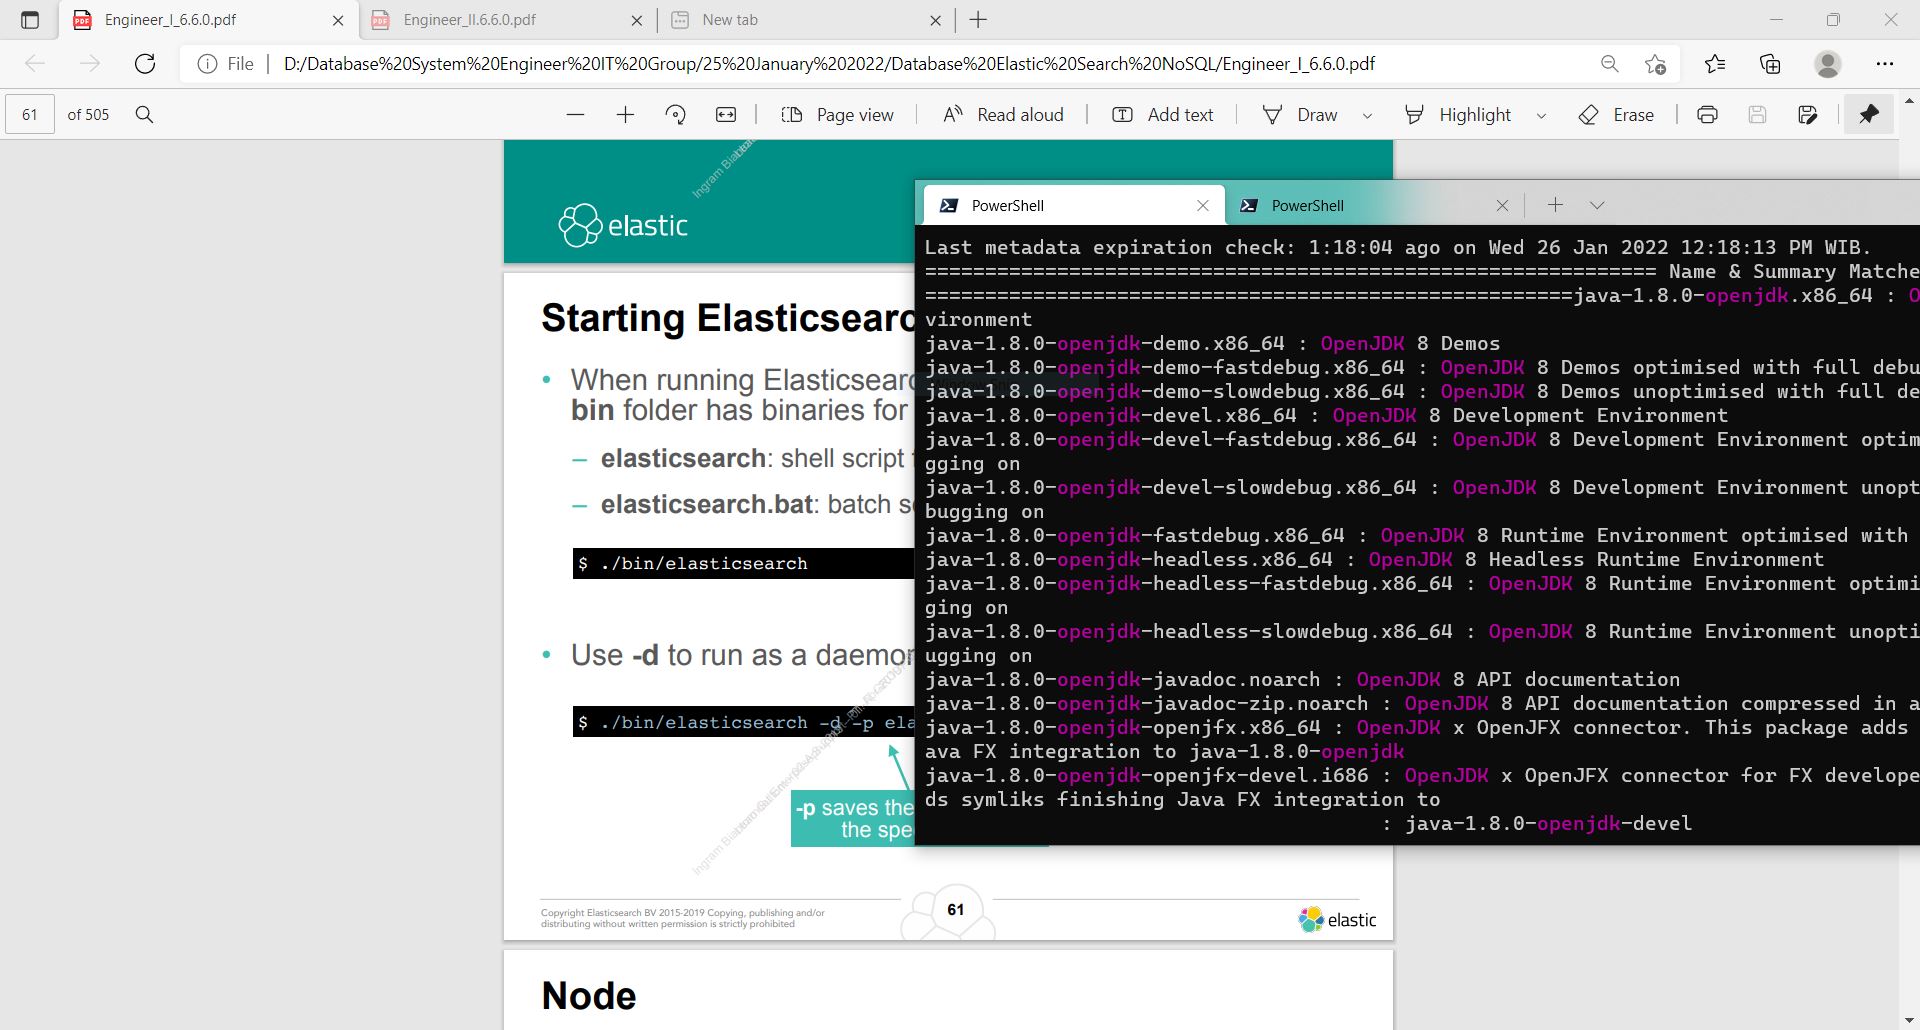 Engineer_I_6.6.0.pdf
Engineer_II.6.6.0.pdf
New tab
File
D:/Database%20System%20Engineer%20IT%20Group/25%20January%202022/Database%20Elastic%20Search%20NoSQL/Engineer_I_6.6.0.pdf
61 of 505
Page view
Read aloud
Add text
Draw
Highlight
Erase
elastic
Starting Elasticsearc
When running Elasticsearc
bin folder has binaries for
– elasticsearch: shell script
– elasticsearch.bat: batch s
$ ./bin/elasticsearch
Use -d to run as a daemon
$ ./bin/elasticsearch -d -p ela
-p saves the
the spe
Copyright Elasticsearch BV 2015-2019 Copying, publishing and/or
distributing without written permission is strictly prohibited
61
elastic
Node
PowerShell
PowerShell
Last metadata expiration check: 1:18:04 ago on Wed 26 Jan 2022 12:18:13 PM WIB.
============================================================= Name & Summary Matche
======================================================java-1.8.0-openjdk.x86_64 : O
vironment
java-1.8.0-openjdk-demo.x86_64 : OpenJDK 8 Demos
java-1.8.0-openjdk-demo-fastdebug.x86_64 : OpenJDK 8 Demos optimised with full debu
java-1.8.0-openjdk-demo-slowdebug.x86_64 : OpenJDK 8 Demos unoptimised with full de
java-1.8.0-openjdk-devel.x86_64 : OpenJDK 8 Development Environment
java-1.8.0-openjdk-devel-fastdebug.x86_64 : OpenJDK 8 Development Environment optim
gging on
java-1.8.0-openjdk-devel-slowdebug.x86_64 : OpenJDK 8 Development Environment unopt
bugging on
java-1.8.0-openjdk-fastdebug.x86_64 : OpenJDK 8 Runtime Environment optimised with
java-1.8.0-openjdk-headless.x86_64 : OpenJDK 8 Headless Runtime Environment
java-1.8.0-openjdk-headless-fastdebug.x86_64 : OpenJDK 8 Runtime Environment optimi
ging on
java-1.8.0-openjdk-headless-slowdebug.x86_64 : OpenJDK 8 Runtime Environment unopti
ugging on
java-1.8.0-openjdk-javadoc.noarch : OpenJDK 8 API documentation
java-1.8.0-openjdk-javadoc-zip.noarch : OpenJDK 8 API documentation compressed in a
java-1.8.0-openjdk-openjfx.x86_64 : OpenJDK x OpenJFX connector. This package adds
ava FX integration to java-1.8.0-openjdk
java-1.8.0-openjdk-openjfx-devel.i686 : OpenJDK x OpenJFX connector for FX develope
ds symliks finishing Java FX integration to
: java-1.8.0-openjdk-devel